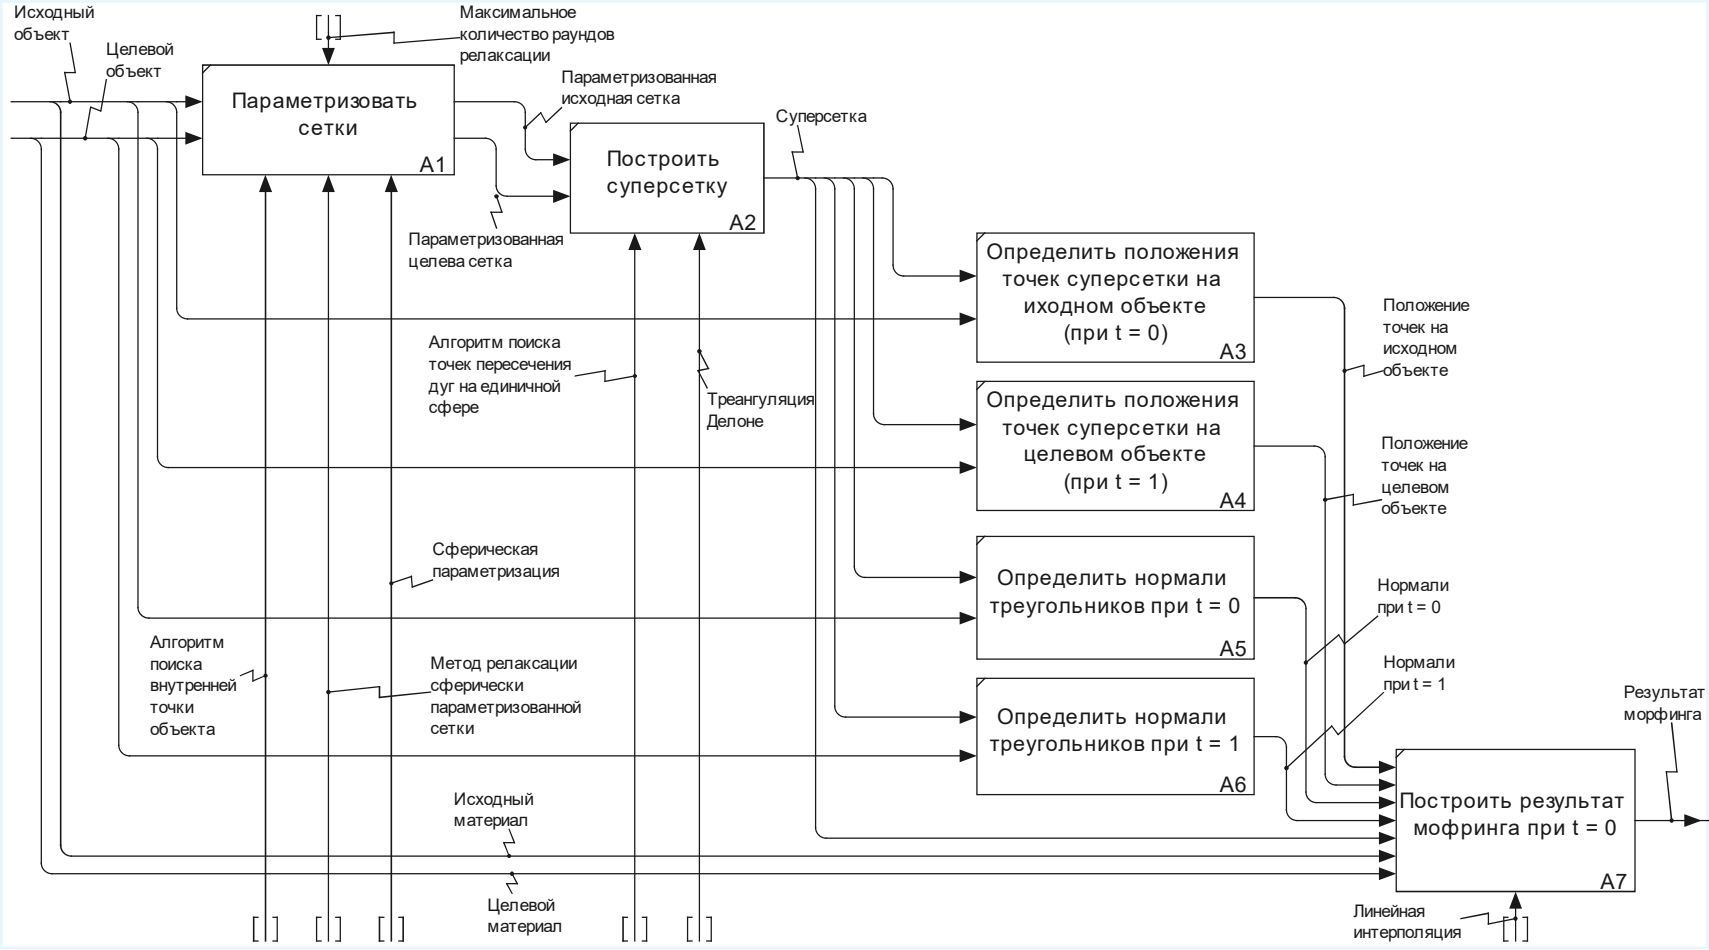 Исходный
объект
Целевой
объект
Максимальное
количество раундов
релаксации
Параметризовать
сетки
A1
Параметризованная
исходная сетка
Параметризованная
целева сетка
Построить
суперсетку
A2
Суперсетка
Определить положения
точек суперсетки на
иходном объекте
(при t = 0)
A3
Положение
точек на
исходном
объекте
Алгоритм поиска
точек пересечения
дуг на единичной
сфере
Треангуляция
Делоне
Определить положения
точек суперсетки на
целевом объекте
(при t = 1)
A4
Положение
точек на
целевом
объекте
Сферическая
параметризация
Определить нормали
треугольников при t = 0
A5
Нормали
при t = 0
Алгоритм
поиска
внутренней
точки
объекта
Метод релаксации
сферически
параметризованной
сетки
Определить нормали
треугольников при t = 1
A6
Нормали
при t = 1
Результат
морфинга
Исходный
материал
Построить результат
мофринга при t = 0
A7
Целевой
материал
Линейная
интерполяция